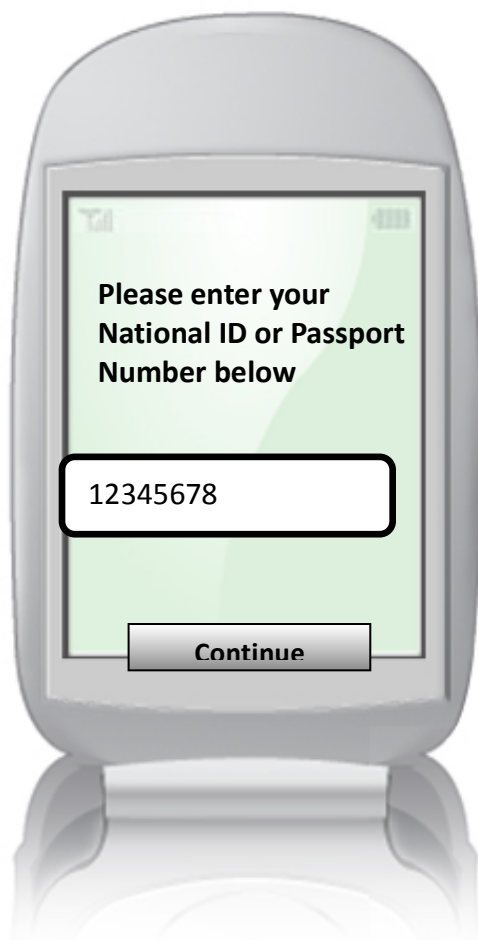 Please enter your
National ID or Passport
Number below
12345678
Continue